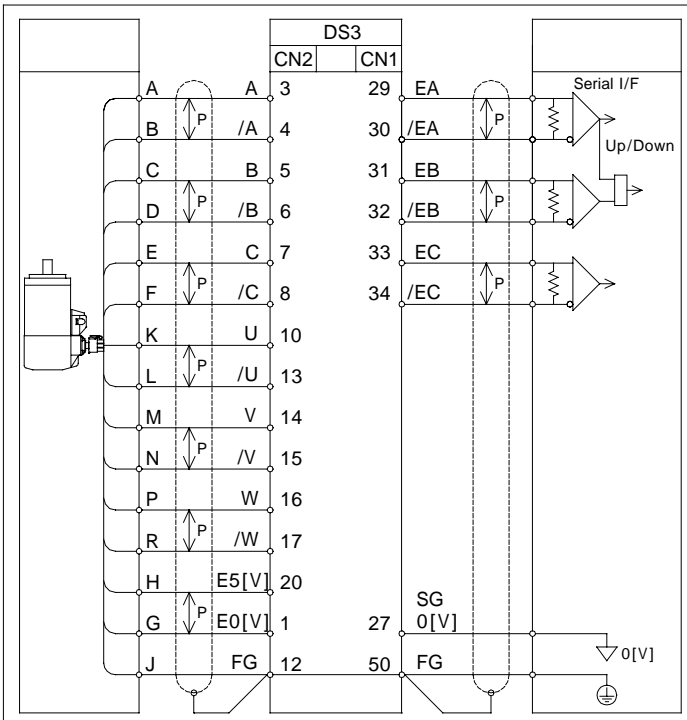 DS3
CN2 CN1
A A 3 29 EA Serial I/F
P P
B /A 4 30 /EA Up/Down
C B 5 31 EB
P P
D /B 6 32 /EB
E C 7 33 EC
P P
F /C 8 34 /EC
K U 10
P
L /U 13
M V 14
P
N /V 15
P W 16
P
R /W 17
H E5[V] 20
P SG
G E0[V] 1 27 0[V]
0[V]
J FG 12 50 FG